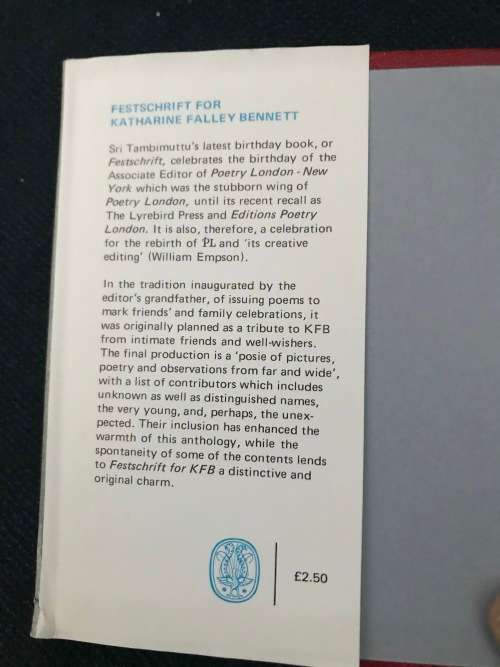 FESTSCHRIFT FOR
KATHARINE FALLEY BENNETT
Sri Tambimuttu's latest birthday book, or
Festschrift, celebrates the birthday of the
Associate Editor of Poetry London - New
York which was the stubborn wing of
Poetry London, until its recent recall as
The Lyrebird Press and Editions Poetry
London. It is also, therefore, a celebration
for the rebirth of PL and 'its creative
editing' (William Empson).
In the tradition inaugurated by the
editor's grandfather, of issuing poems to
mark friends' and family celebrations, it
was originally planned as a tribute to KFB
from intimate friends and well-wishers.
The final production is a 'posie of pictures,
poetry and observations from far and wide',
with a list of contributors which includes
unknown as well as distinguished names,
the very young, and, perhaps, the unex-
pected. Their inclusion has enhanced the
warmth of this anthology, while the
spontaneity of some of the contents lends
to Festschrift for KFB a distinctive and
original charm.
£2.50